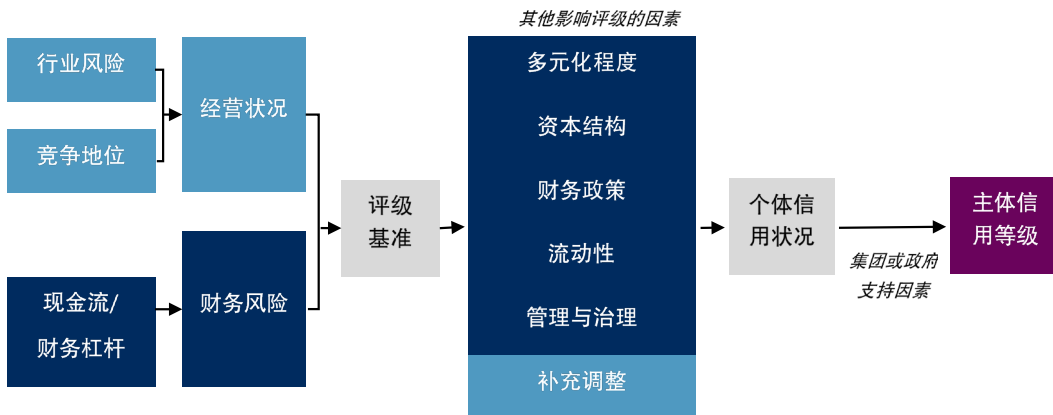 其他影响评级的因素
行业风险
竞争地位
经营状况
现金流/
财务杠杆
财务风险
评级
基准
多元化程度
资本结构
财务政策
流动性
管理与治理
补充调整
个体信
用状况
集团或政府
支持因素
主体信
用等级